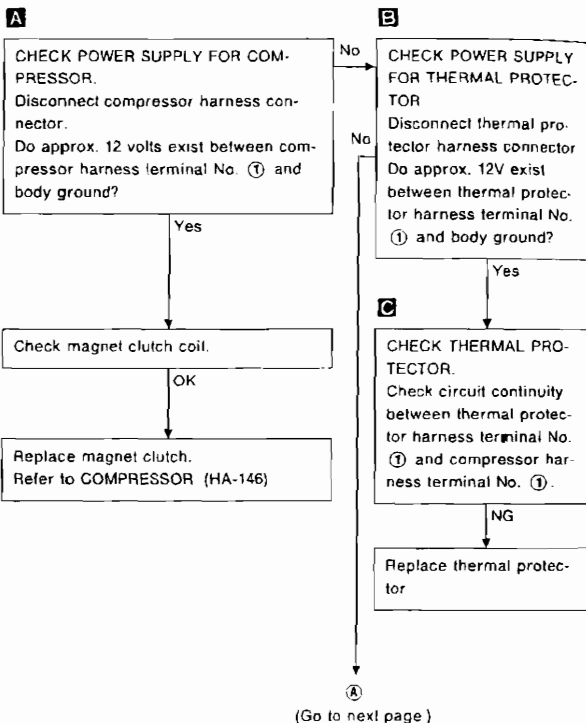 A
CHECK POWER SUPPLY FOR COM-
PRESSOR.
Disconnect compressor harness con-
nector.
Do approx. 12 volts exist between com-
pressor harness terminal No. ① and
body ground?
No
Yes
Check magnet clutch coil.
OK
Replace magnet clutch.
Refer to COMPRESSOR (HA-146)
B
CHECK POWER SUPPLY
FOR THERMAL PROTEC-
TOR
Disconnect thermal pro-
tector harness connector
Do approx. 12V exist
between thermal protec-
tor harness terminal No.
① and body ground?
No
Yes
C
CHECK THERMAL PRO-
TECTOR.
Check circuit continuity
between thermal protec-
tor harness terminal No.
① and compressor har-
ness terminal No. ①.
NG
Replace thermal protec-
tor
Ⓐ
(Go to next page)